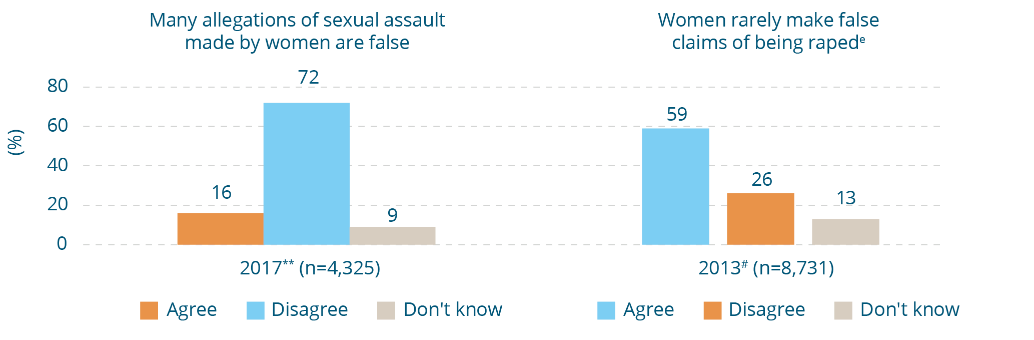 Many allegations of sexual assault
made by women are false
Women rarely make false
claims of being raped^e
(%)
80
60
40
20
0
16
72
9
59
26
13
2017** (n=4,325)
2013# (n=8,731)
Agree
Disagree
Don't know
Agree
Disagree
Don't know